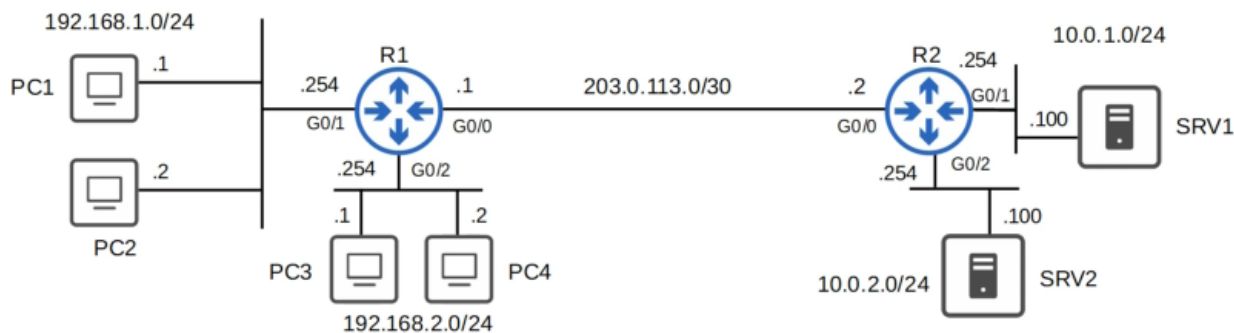 192.168.1.0/24
PC1
.1
PC2
.2
.254
G0/1
R1
.1
G0/0
.254
G0/2
.1
PC3
.2
PC4
192.168.2.0/24
203.0.113.0/30
.2
G0/0
R2
.254
G0/1
10.0.1.0/24
.100
SRV1
.254
G0/2
.100
10.0.2.0/24
SRV2